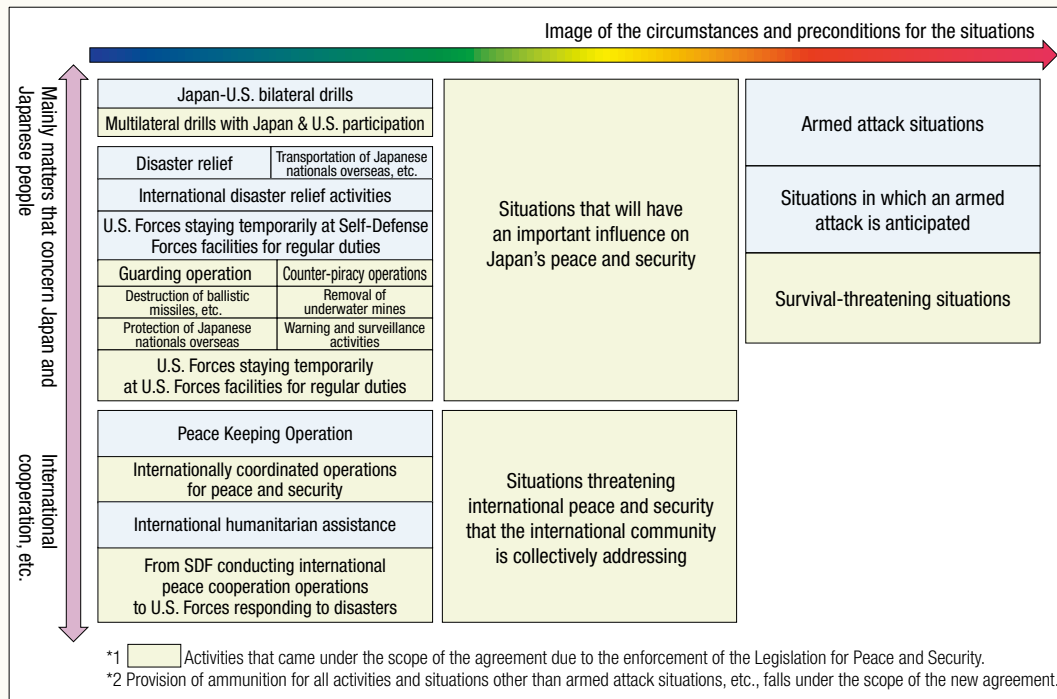 Image of the circumstances and preconditions for the situations
Mainly matters that concern Japan and
Japanese people
Japan-U.S. bilateral drills
Multilateral drills with Japan & U.S. participation
Disaster relief
Transportation of Japanese
nationals overseas, etc.
International disaster relief activities
U.S. Forces staying temporarily at Self-Defense
Forces facilities for regular duties
Guarding operation
Counter-piracy operations
Destruction of ballistic
missiles, etc.
Removal of
underwater mines
Protection of Japanese
nationals overseas
Warning and surveillance
activities
U.S. Forces staying temporarily
at U.S. Forces facilities for regular duties
Situations that will have
an important influence on
Japan's peace and security
Armed attack situations
Situations in which an armed
attack is anticipated
Survival-threatening situations
International
cooperation, etc.
Peace Keeping Operation
Internationally coordinated operations
for peace and security
International humanitarian assistance
From SDF conducting international
peace cooperation operations
to U.S. Forces responding to disasters
Situations threatening
international peace and security
that the international community
is collectively addressing
*1 Activities that came under the scope of the agreement due to the enforcement of the Legislation for Peace and Security.
*2 Provision of ammunition for all activities and situations other than armed attack situations, etc., falls under the scope of the new agreement.